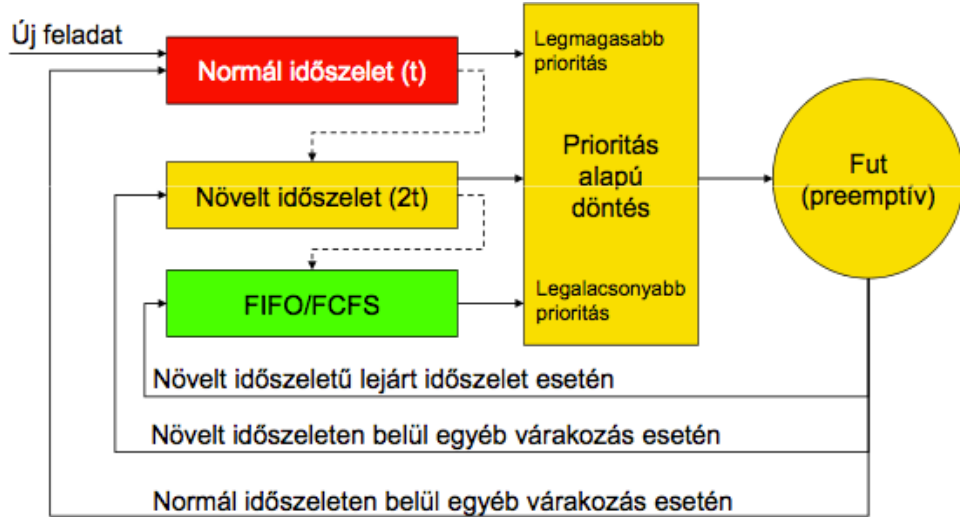 Új feladat
Normál időszelet (t)
Legmagasabb
prioritás
Prioritás
alapú
döntés
Fut
(preemptív)
Növelt időszelet (2t)
FIFO/FCFS
Legalacsonyabb
prioritás
Növelt időszeletű lejárt időszelet esetén
Növelt időszeleten belül egyéb várakozás esetén
Normál időszeleten belül egyéb várakozás esetén